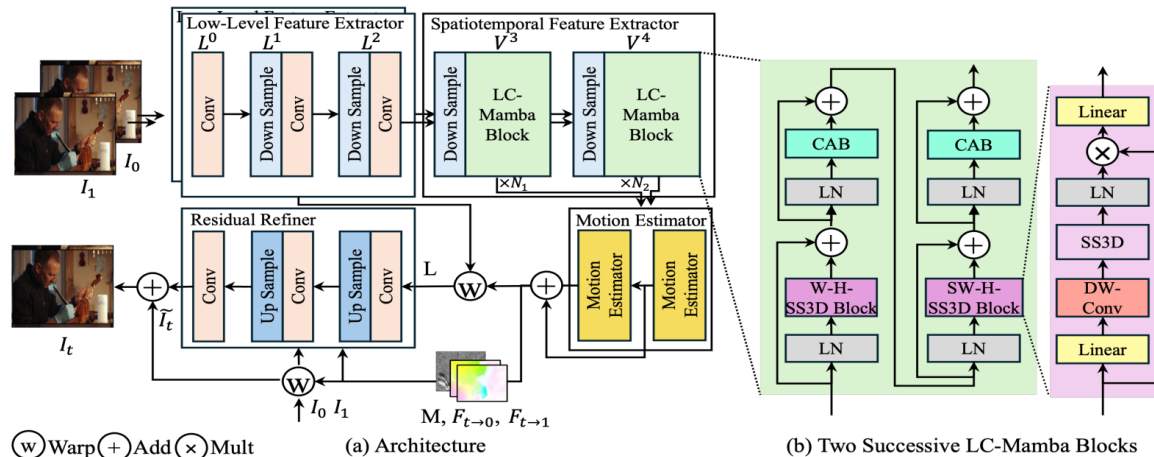 Low-Level Feature Extractor
L^0 L^1 L^2
Conv
Down Sample
Conv
Down Sample
Conv
I_0
I_1
Spatiotemporal Feature Extractor
V^3 V^4
Down Sample
LC-
Mamba
Block
Down Sample
LC-
Mamba
Block
×N_1 ×N_2
Residual Refiner
Conv
Up Sample
Conv
Up Sample
Conv
L
W
Motion Estimator
Motion
Estimator
Motion
Estimator
Ĩ_t
I_t
W
I_0 I_1
M, F_{t→0}, F_{t→1}
CAB
LN
W-H-
SS3D Block
LN
CAB
LN
SW-H-
SS3D Block
LN
Linear
LN
SS3D
DW-
Conv
Linear
W Warp + Add × Mult
(a) Architecture
(b) Two Successive LC-Mamba Blocks